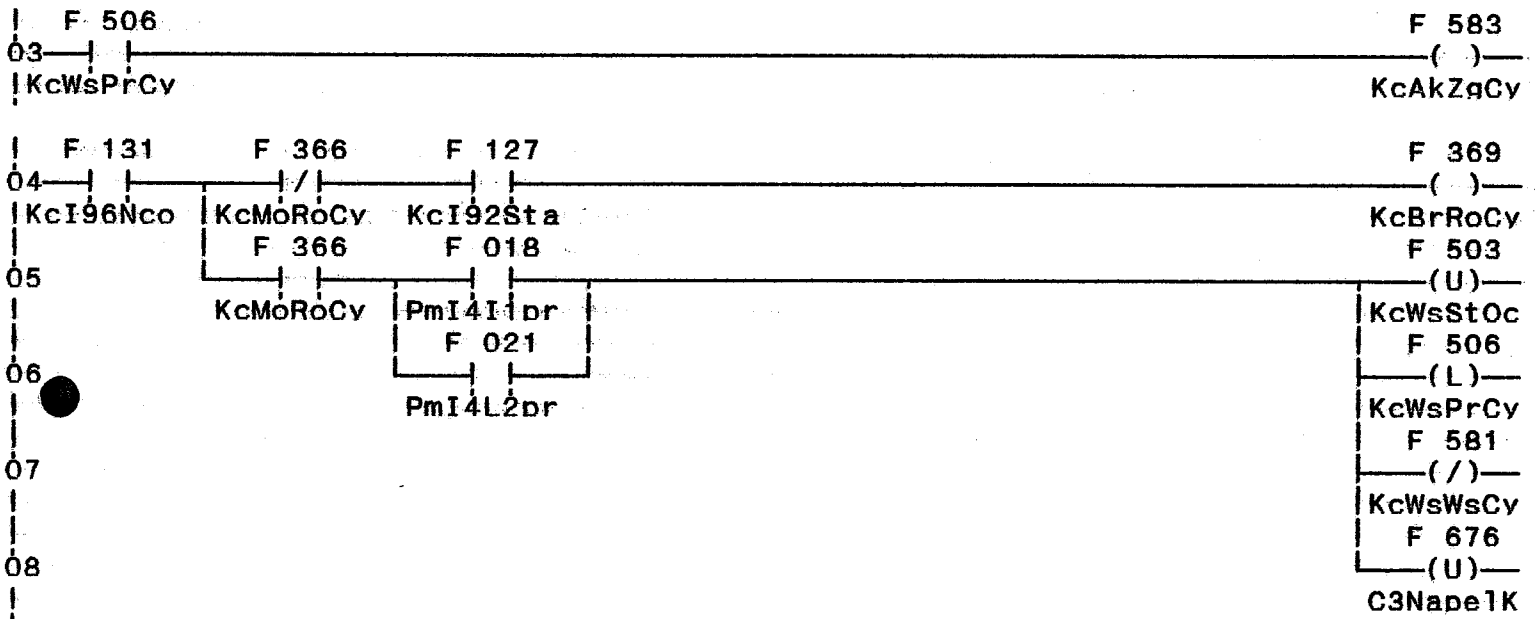 F 506 F 583
03 ( )
KcWsPrCy KcAkZgCy
F 131 F 366 F 127 F 369
04 / ( )
KcI96Nco KcMoRoCy KcI92Sta KcBrRoCy
F 366 F 018 F 503
05 (U)
KcMoRoCy PmI4I1pr KcWsStOc
F 021 F 506
06 (L)
PmI4L2pr KcWsPrCy
F 581
07 (/)
KcWsWsCy
F 676
08 (U)
C3NapelK